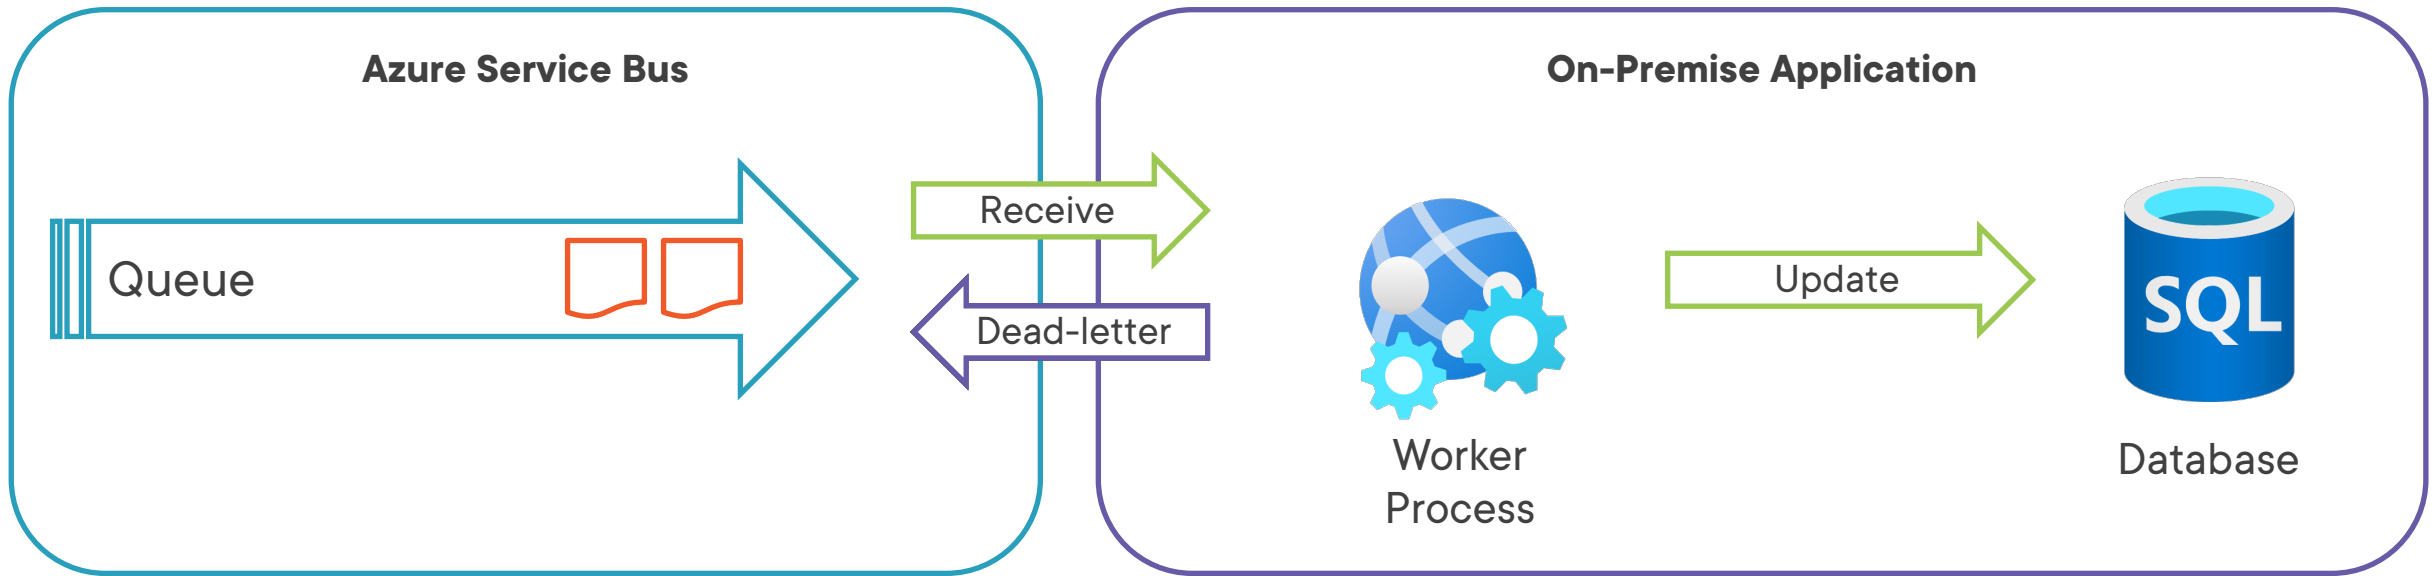 Azure Service Bus
Queue
Receive
Dead-letter
On-Premise Application
Worker
Process
Update
SQL
Database